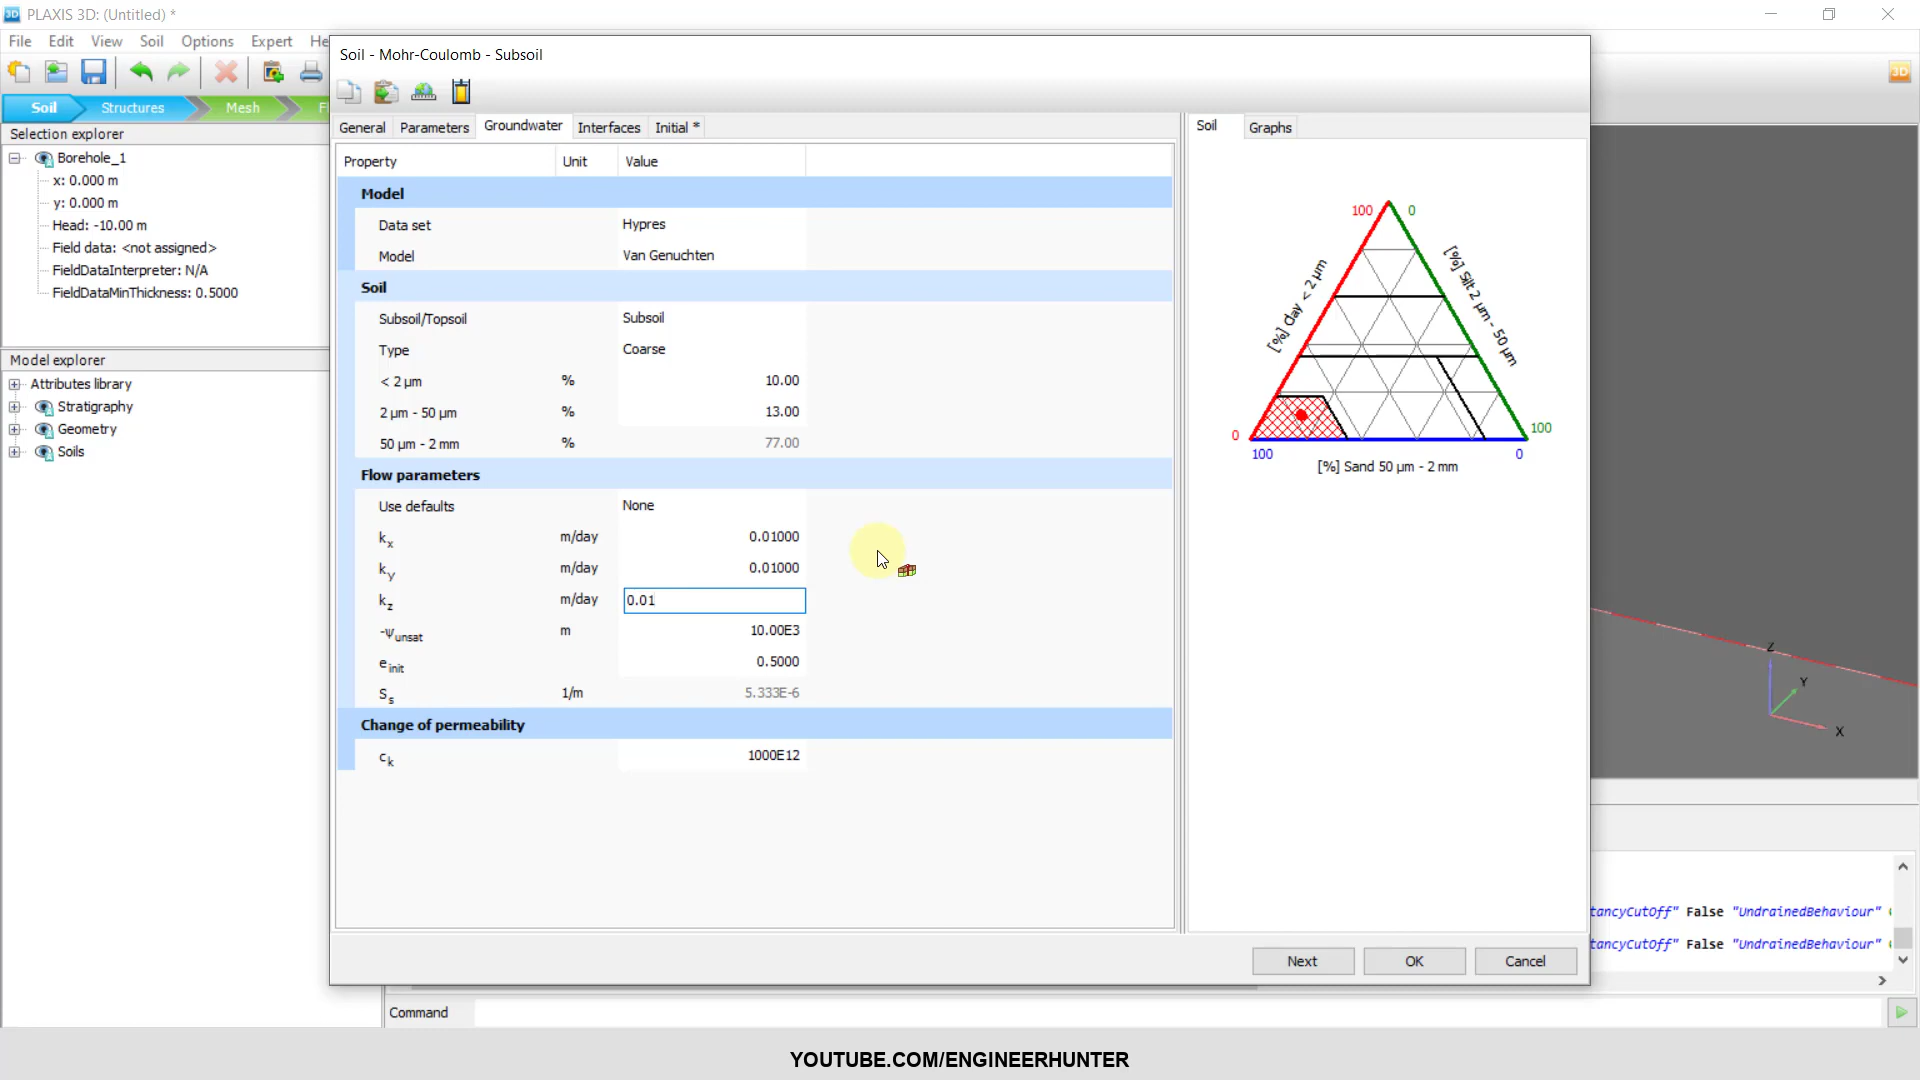 PLAXIS 3D: (Untitled) *
File Edit View Soil Options Expert He
Soil Structures Mesh Fl
Selection explorer
Borehole_1
x: 0.000 m
y: 0.000 m
Head: -10.00 m
Field data: <not assigned>
FieldDataInterpreter: N/A
FieldDataMinThickness: 0.5000
Model explorer
Attributes library
Stratigraphy
Geometry
Soils
Soil - Mohr-Coulomb - Subsoil
General Parameters Groundwater Interfaces Initial *
Property Unit Value
Model
Data set Hypres
Model Van Genuchten
Soil
Subsoil/Topsoil Subsoil
Type Coarse
< 2 µm % 10.00
2 µm - 50 µm % 13.00
50 µm - 2 mm % 77.00
Flow parameters
Use defaults None
kx m/day 0.01000
ky m/day 0.01000
kz m/day 0.01
-ψunsat m 10.00E3
einit 0.5000
Ss 1/m 5.333E-6
Change of permeability
ck 1000E12
Soil Graphs
100 0
[%] Clay < 2 µm
[%] Silt 2 µm - 50 µm
0 100
100 0
[%] Sand 50 µm - 2 mm
Next OK Cancel
3D
Z
Y
X
tancyCutOff" False "UndrainedBehaviour"
tancyCutOff" False "UndrainedBehaviour"
Command
YOUTUBE.COM/ENGINEERHUNTER